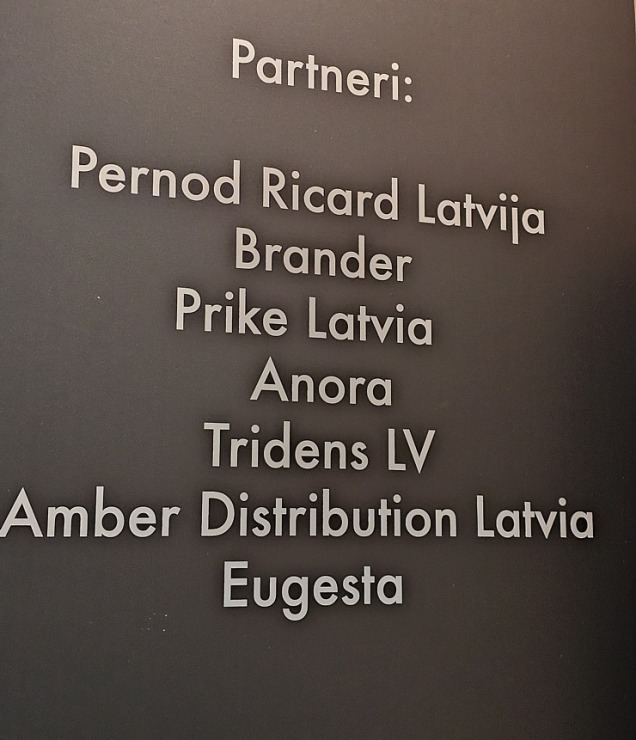 Partneri:
Pernod Ricard Latvija
Brander
Prike Latvia
Anora
Tridens LV
Amber Distribution Latvia
Eugesta